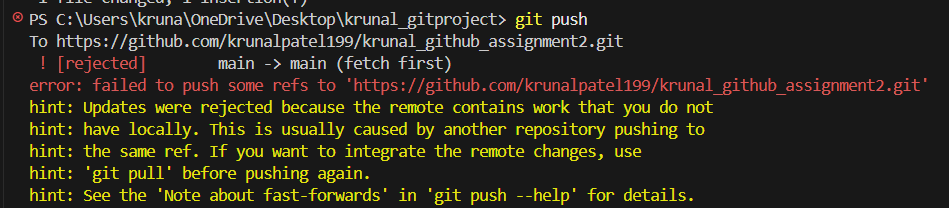 PS C:\Users\kruna\OneDrive\Desktop\krunal_gitproject> git push
To https://github.com/krunalpatel199/krunal_github_assignment2.git
 ! [rejected]        main -> main (fetch first)
error: failed to push some refs to 'https://github.com/krunalpatel199/krunal_github_assignment2.git'
hint: Updates were rejected because the remote contains work that you do not
hint: have locally. This is usually caused by another repository pushing to
hint: the same ref. If you want to integrate the remote changes, use
hint: 'git pull' before pushing again.
hint: See the 'Note about fast-forwards' in 'git push --help' for details.